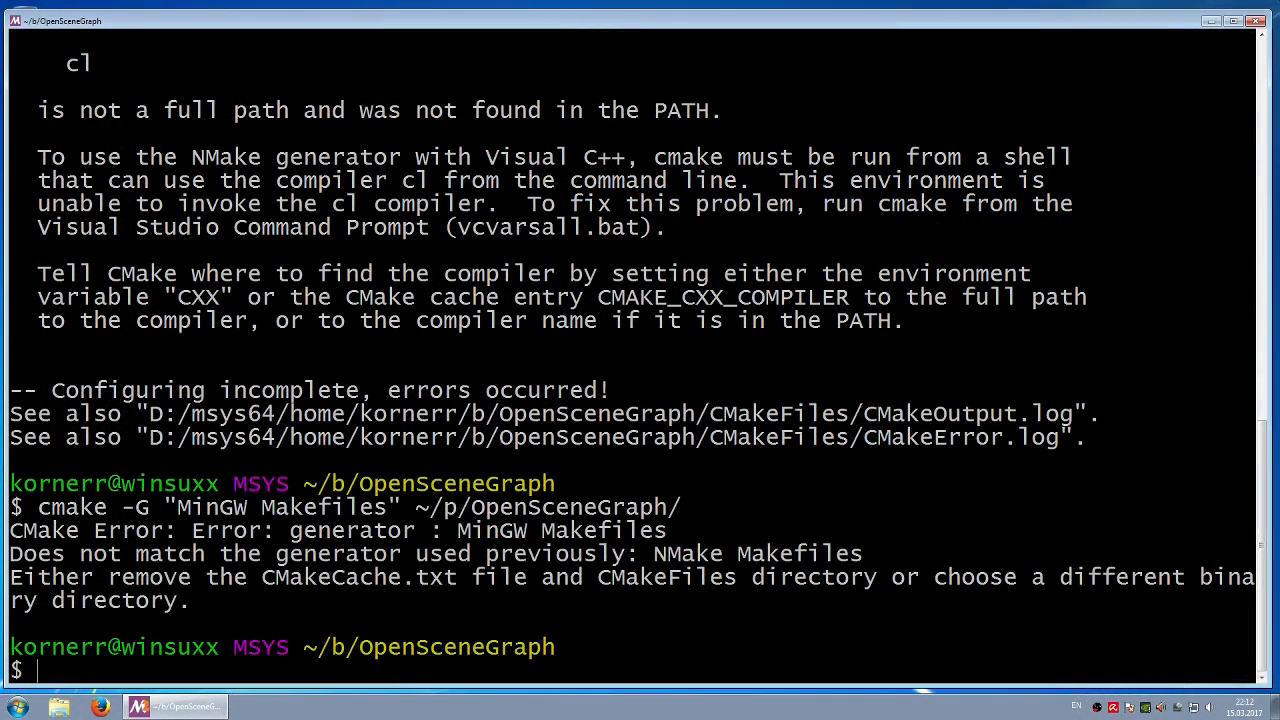 ~/b/OpenSceneGraph
cl
is not a full path and was not found in the PATH.
To use the NMake generator with Visual C++, cmake must be run from a shell
that can use the compiler cl from the command line.  This environment is
unable to invoke the cl compiler.  To fix this problem, run cmake from the
Visual Studio Command Prompt (vcvarsall.bat).
Tell CMake where to find the compiler by setting either the environment
variable "CXX" or the CMake cache entry CMAKE_CXX_COMPILER to the full path
to the compiler, or to the compiler name if it is in the PATH.
-- Configuring incomplete, errors occurred!
See also "D:/msys64/home/kornerr/b/OpenSceneGraph/CMakeFiles/CMakeOutput.log".
See also "D:/msys64/home/kornerr/b/OpenSceneGraph/CMakeFiles/CMakeError.log".
kornerr@winsuxx MSYS ~/b/OpenSceneGraph
$ cmake -G "MinGW Makefiles" ~/p/OpenSceneGraph/
CMake Error: Error: generator : MinGW Makefiles
Does not match the generator used previously: NMake Makefiles
Either remove the CMakeCache.txt file and CMakeFiles directory or choose a different bina
ry directory.
kornerr@winsuxx MSYS ~/b/OpenSceneGraph
$
~/b/OpenSceneG...
EN
22:12
15.03.2017